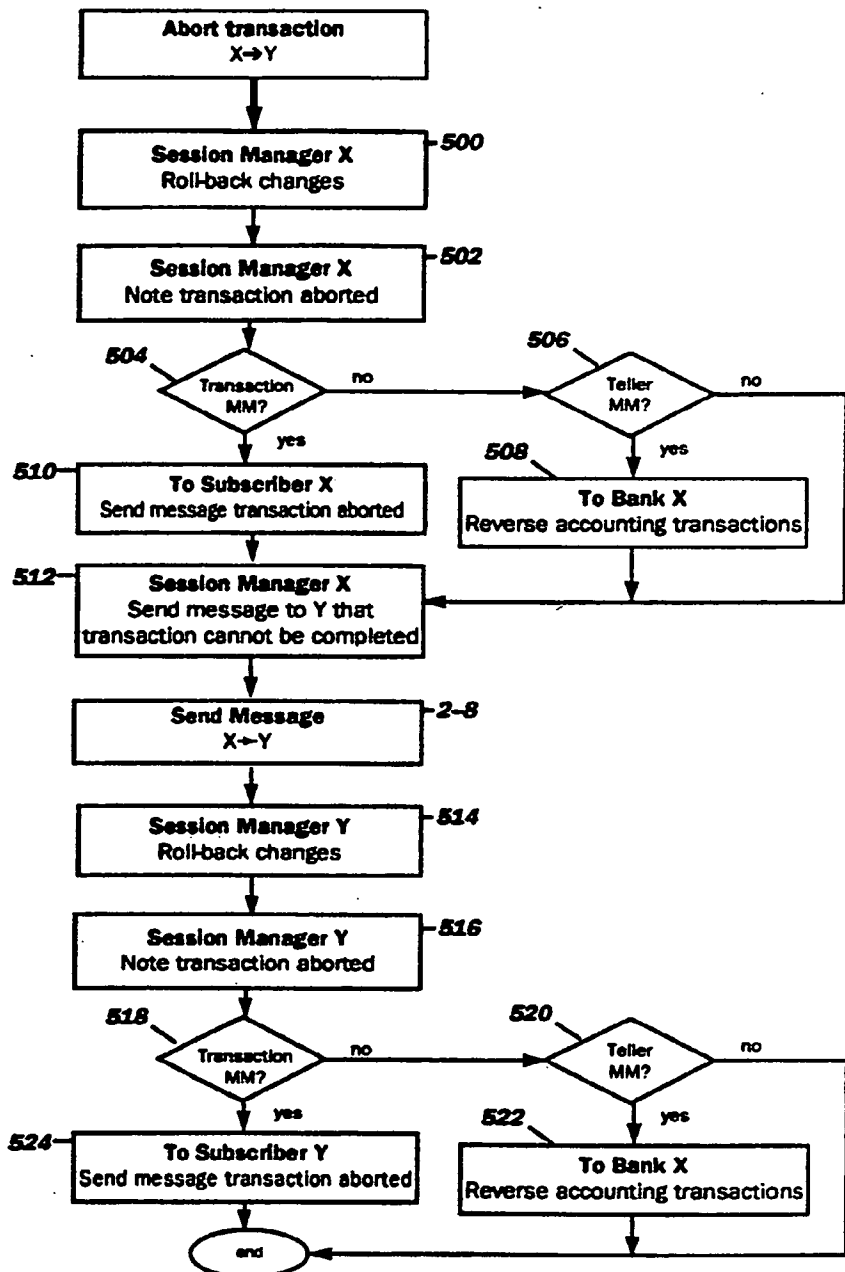 Abort transaction
X→Y
500
Session Manager X
Roll-back changes
502
Session Manager X
Note transaction aborted
504
Transaction
MM?
no
yes
506
Teller
MM?
no
yes
508
To Bank X
Reverse accounting transactions
510
To Subscriber X
Send message transaction aborted
512
Session Manager X
Send message to Y that
transaction cannot be completed
2-8
Send Message
X→Y
514
Session Manager Y
Roll-back changes
516
Session Manager Y
Note transaction aborted
518
Transaction
MM?
no
yes
520
Teller
MM?
no
yes
522
To Bank X
Reverse accounting transactions
524
To Subscriber Y
Send message transaction aborted
end